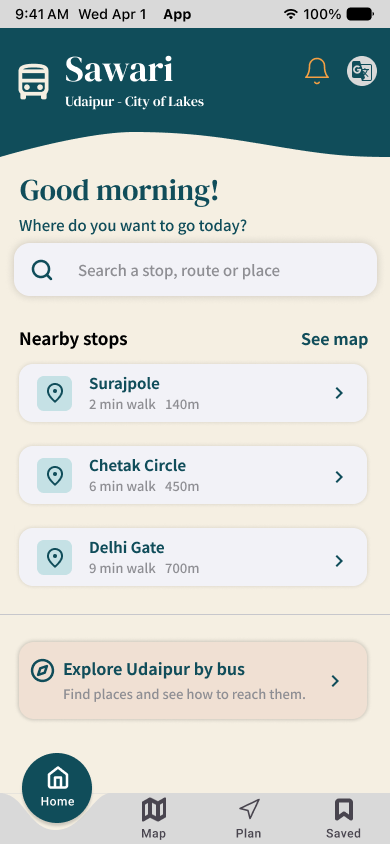 9:41 AM Wed Apr 1 App 100%
Sawari
Udaipur - City of Lakes
Good morning!
Where do you want to go today?
Search a stop, route or place
Nearby stops See map
Surajpole
2 min walk 140m
Chetak Circle
6 min walk 450m
Delhi Gate
9 min walk 700m
Explore Udaipur by bus
Find places and see how to reach them.
Home
Map Plan Saved